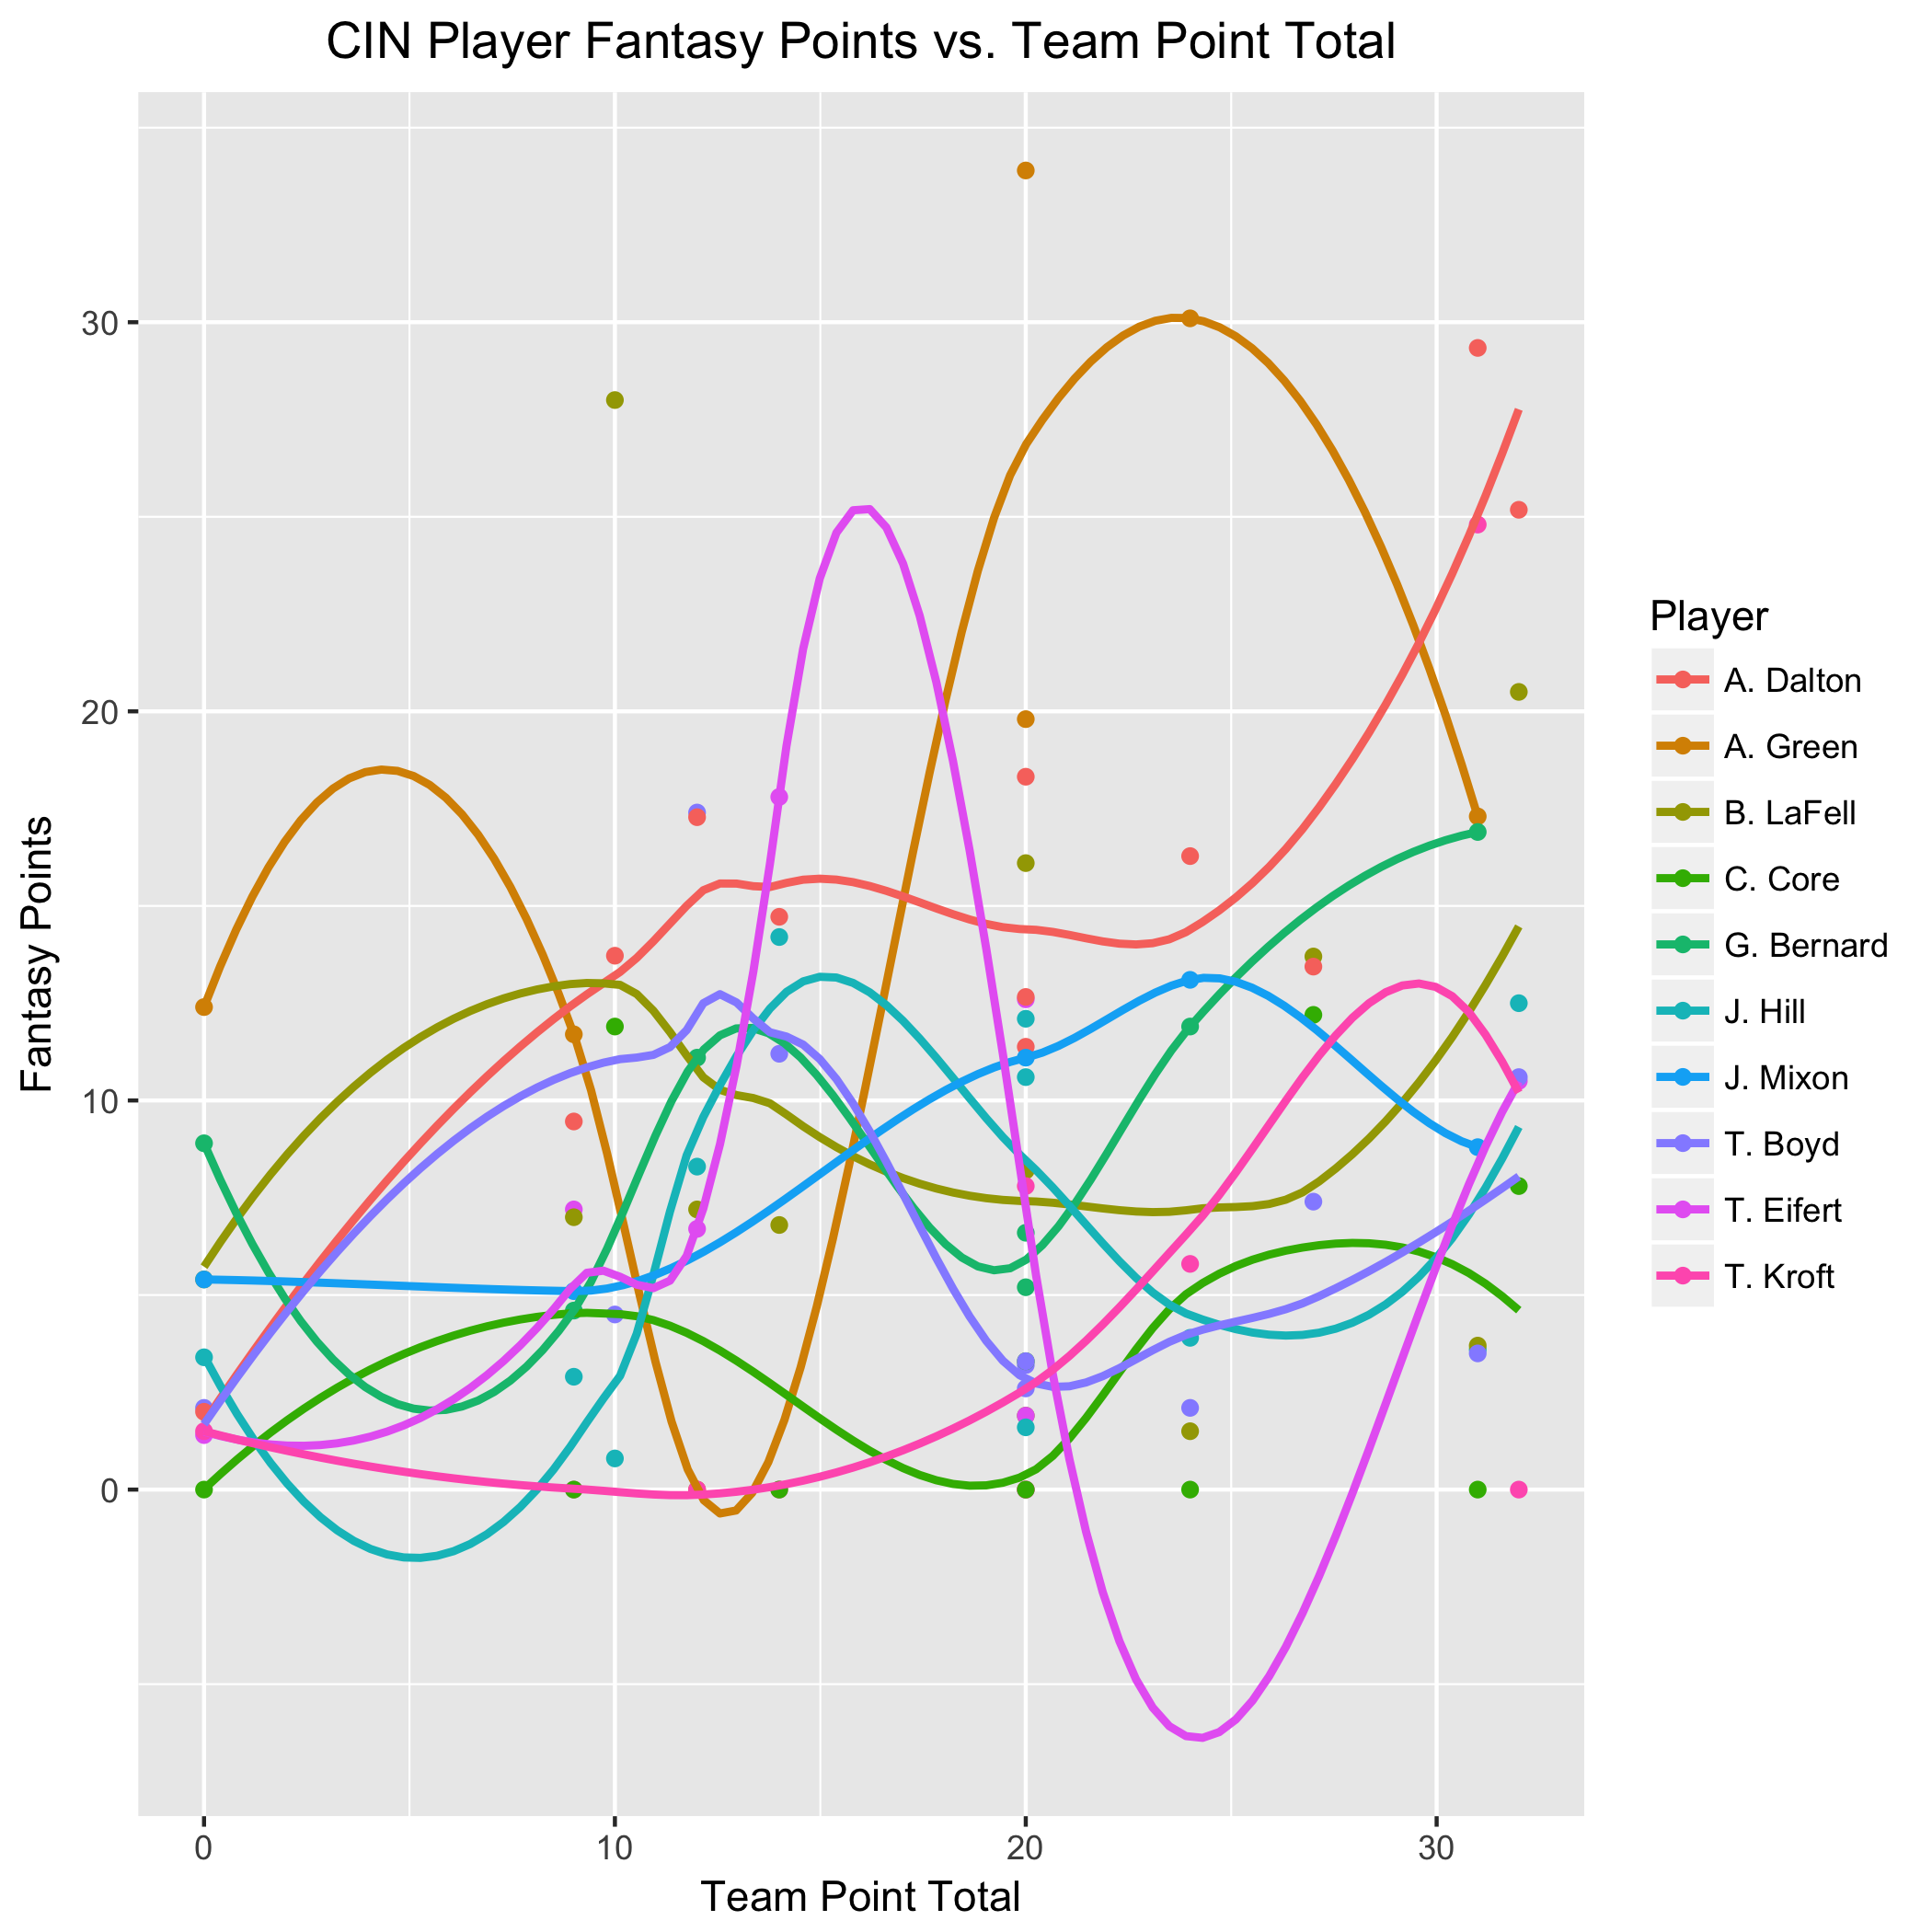 CIN Player Fantasy Points vs. Team Point Total
30
20
10
0
Fantasy Points
0 10 20 30
Team Point Total
Player
A. Dalton
A. Green
B. LaFell
C. Core
G. Bernard
J. Hill
J. Mixon
T. Boyd
T. Eifert
T. Kroft